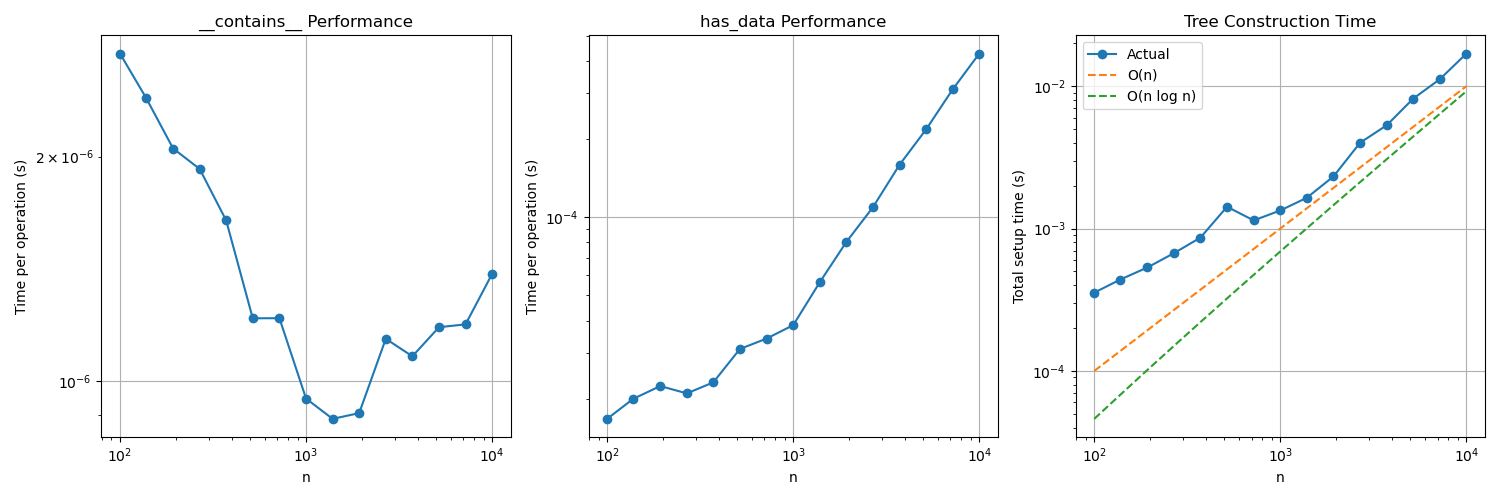 __contains__ Performance
Time per operation (s)
2 × 10⁻⁶
10⁻⁶
10² 10³ 10⁴
n
has_data Performance
Time per operation (s)
10⁻⁴
10² 10³ 10⁴
n
Tree Construction Time
Actual
O(n)
O(n log n)
Total setup time (s)
10⁻²
10⁻³
10⁻⁴
10² 10³ 10⁴
n